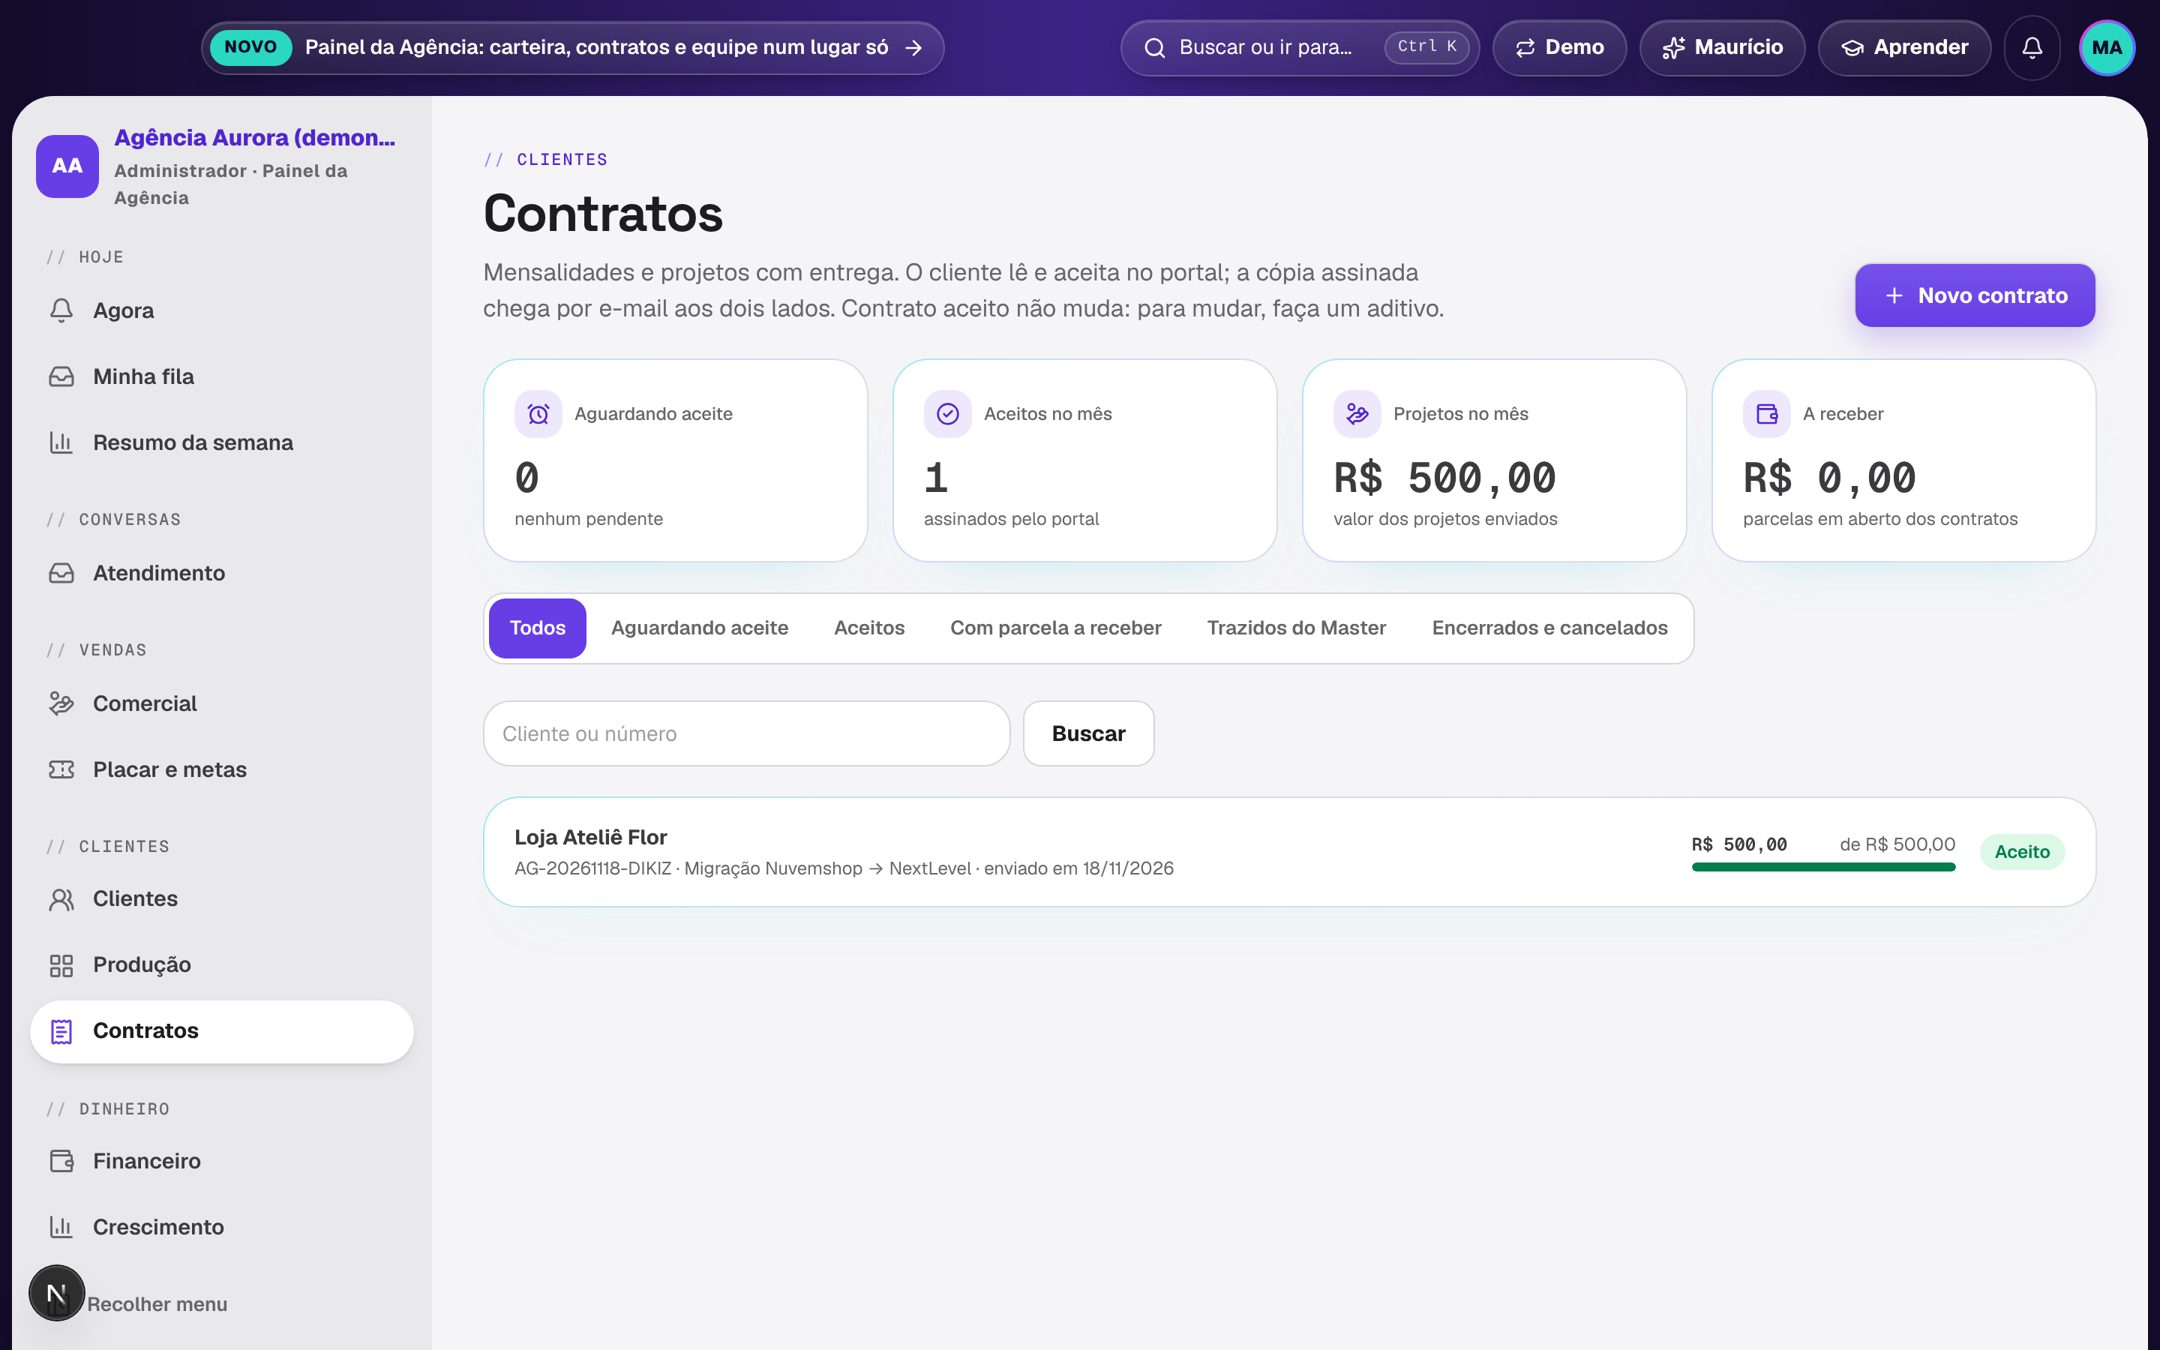 NOVO Painel da Agência: carteira, contratos e equipe num lugar só →
Buscar ou ir para... Ctrl K
Demo
Maurício
Aprender
MA
AA
Agência Aurora (demon...
Administrador · Painel da
Agência
// HOJE
Agora
Minha fila
Resumo da semana
// CONVERSAS
Atendimento
// VENDAS
Comercial
Placar e metas
// CLIENTES
Clientes
Produção
Contratos
// DINHEIRO
Financeiro
Crescimento
N
Recolher menu
// CLIENTES
Contratos
Mensalidades e projetos com entrega. O cliente lê e aceita no portal; a cópia assinada
chega por e-mail aos dois lados. Contrato aceito não muda: para mudar, faça um aditivo.
+ Novo contrato
Aguardando aceite
0
nenhum pendente
Aceitos no mês
1
assinados pelo portal
Projetos no mês
R$ 500,00
valor dos projetos enviados
A receber
R$ 0,00
parcelas em aberto dos contratos
Todos
Aguardando aceite
Aceitos
Com parcela a receber
Trazidos do Master
Encerrados e cancelados
Cliente ou número
Buscar
Loja Ateliê Flor
AG-20261118-DIKIZ · Migração Nuvemshop → NextLevel · enviado em 18/11/2026
R$ 500,00 de R$ 500,00
Aceito